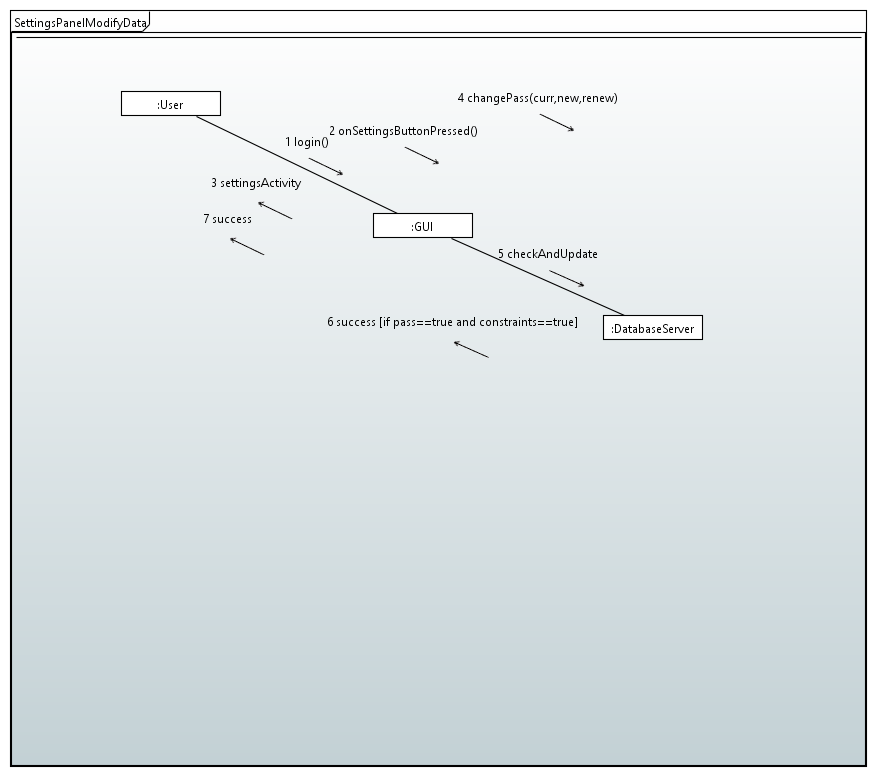 SettingsPanelModifyData
:User
4 changePass(curr,new,renew)
2 onSettingsButtonPressed()
1 login()
3 settingsActivity
7 success
:GUI
5 checkAndUpdate
6 success [if pass==true and constraints==true]
:DatabaseServer